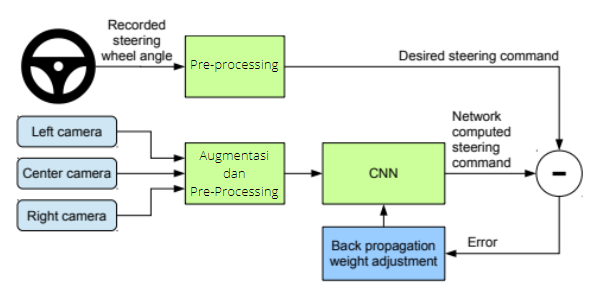 Recorded
steering
wheel angle
Pre-processing
Desired steering command
Left camera
Center camera
Right camera
Augmentasi
dan
Pre-Processing
CNN
Network
computed
steering
command
-
Back propagation
weight adjustment
Error